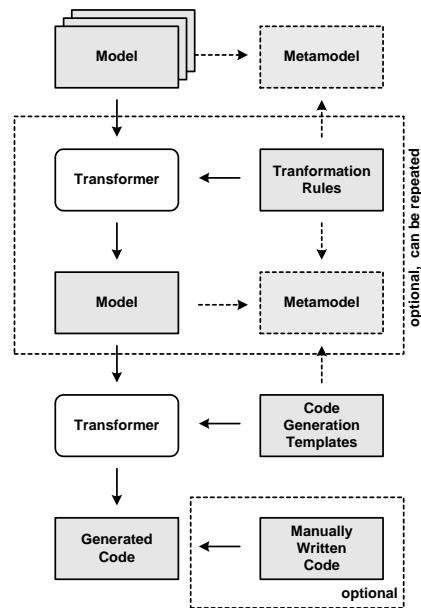 Model
Metamodel
Transformer
Tranformation
Rules
optional, can be repeated
Model
Metamodel
Transformer
Code
Generation
Templates
Generated
Code
Manually
Written
Code
optional